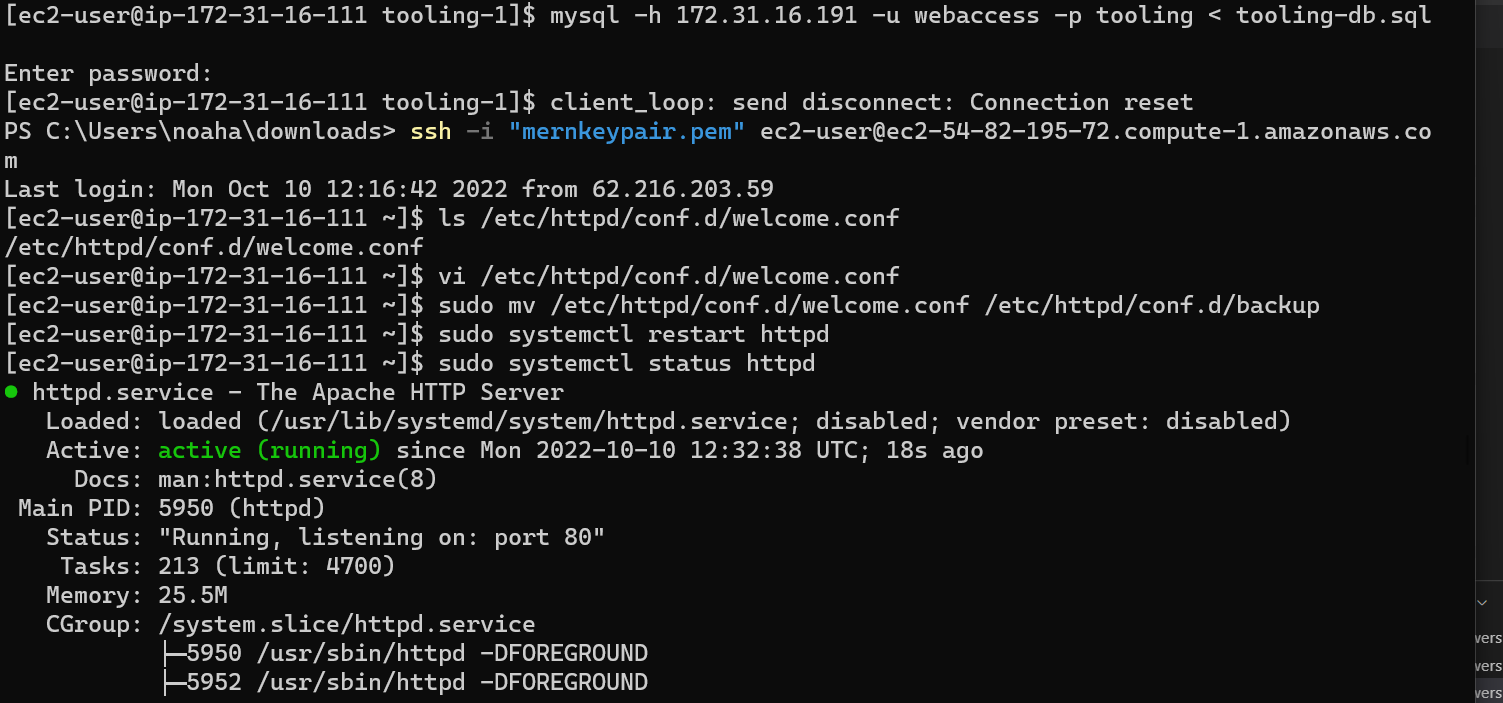 [ec2-user@ip-172-31-16-111 tooling-1]$ mysql -h 172.31.16.191 -u webaccess -p tooling < tooling-db.sql
Enter password:
[ec2-user@ip-172-31-16-111 tooling-1]$ client_loop: send disconnect: Connection reset
PS C:\Users\noaha\downloads> ssh -i "mernkeypair.pem" ec2-user@ec2-54-82-195-72.compute-1.amazonaws.co
m
Last login: Mon Oct 10 12:16:42 2022 from 62.216.203.59
[ec2-user@ip-172-31-16-111 ~]$ ls /etc/httpd/conf.d/welcome.conf
/etc/httpd/conf.d/welcome.conf
[ec2-user@ip-172-31-16-111 ~]$ vi /etc/httpd/conf.d/welcome.conf
[ec2-user@ip-172-31-16-111 ~]$ sudo mv /etc/httpd/conf.d/welcome.conf /etc/httpd/conf.d/backup
[ec2-user@ip-172-31-16-111 ~]$ sudo systemctl restart httpd
[ec2-user@ip-172-31-16-111 ~]$ sudo systemctl status httpd
● httpd.service - The Apache HTTP Server
Loaded: loaded (/usr/lib/systemd/system/httpd.service; disabled; vendor preset: disabled)
Active: active (running) since Mon 2022-10-10 12:32:38 UTC; 18s ago
Docs: man:httpd.service(8)
Main PID: 5950 (httpd)
Status: "Running, listening on: port 80"
Tasks: 213 (limit: 4700)
Memory: 25.5M
CGroup: /system.slice/httpd.service
├─5950 /usr/sbin/httpd -DFOREGROUND
├─5952 /usr/sbin/httpd -DFOREGROUND